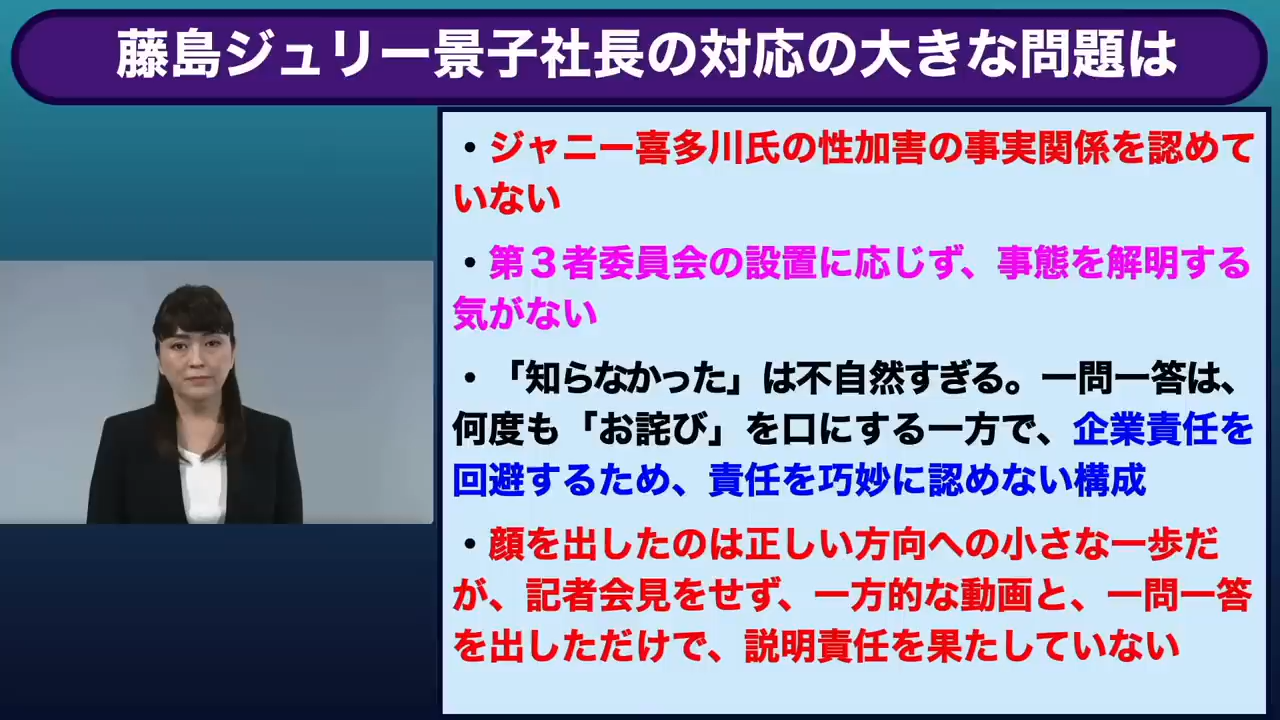 藤島ジュリー景子社長の対応の大きな問題は
・ジャニー喜多川氏の性加害の事実関係を認めて
いない
・第３者委員会の設置に応じず、事態を解明する
気がない
・「知らなかった」は不自然すぎる。一問一答は、
何度も「お詫び」を口にする一方で、企業責任を
回避するため、責任を巧妙に認めない構成
・顔を出したのは正しい方向への小さな一歩だ
が、記者会見をせず、一方的な動画と、一問一答
を出しただけで、説明責任を果たしていない